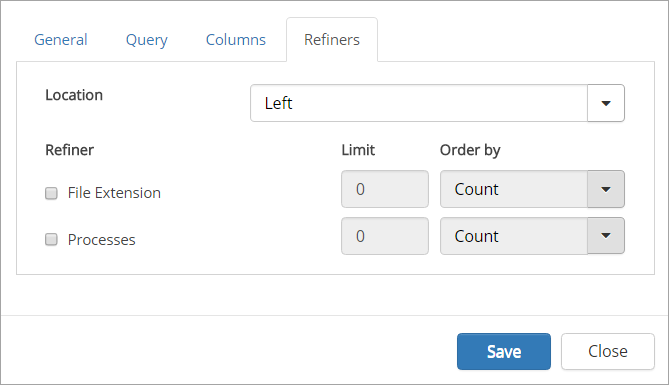 General Query Columns Refiners
Location Left
Refiner Limit Order by
File Extension 0 Count
Processes 0 Count
Save Close